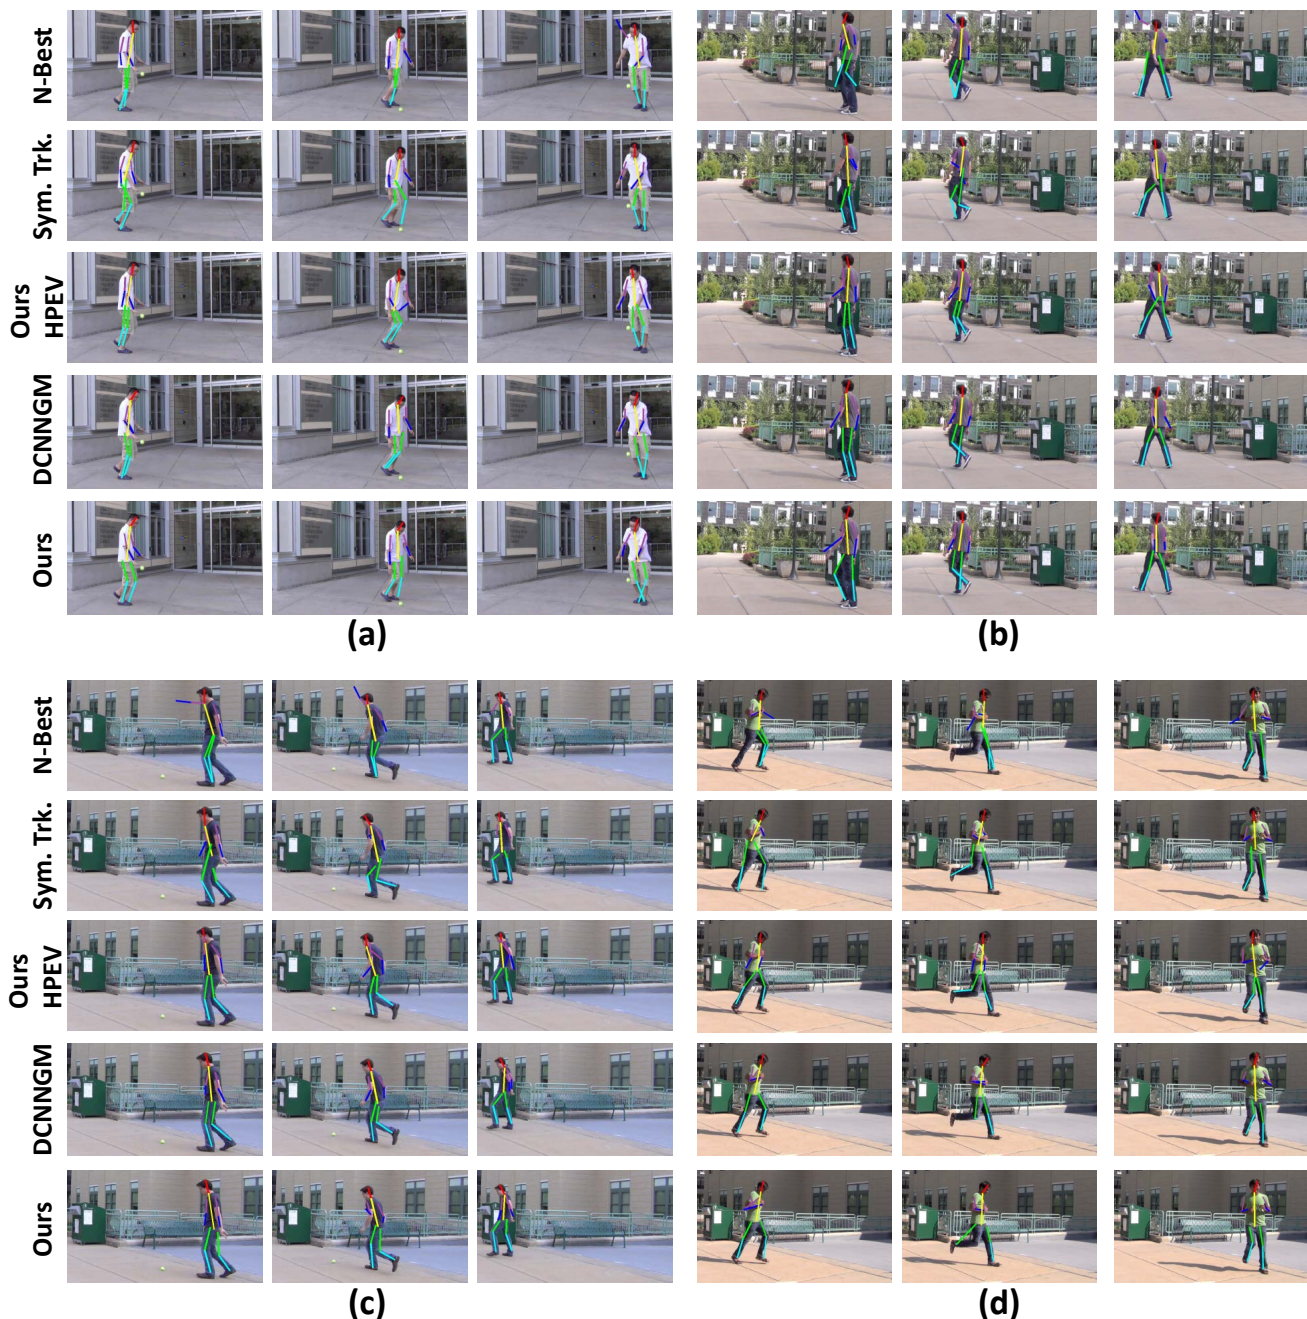 N-Best
Sym. Trk.
Ours
HPEV
DCNNGM
Ours
(a)
(b)
N-Best
Sym. Trk.
Ours
HPEV
DCNNGM
Ours
(c)
(d)